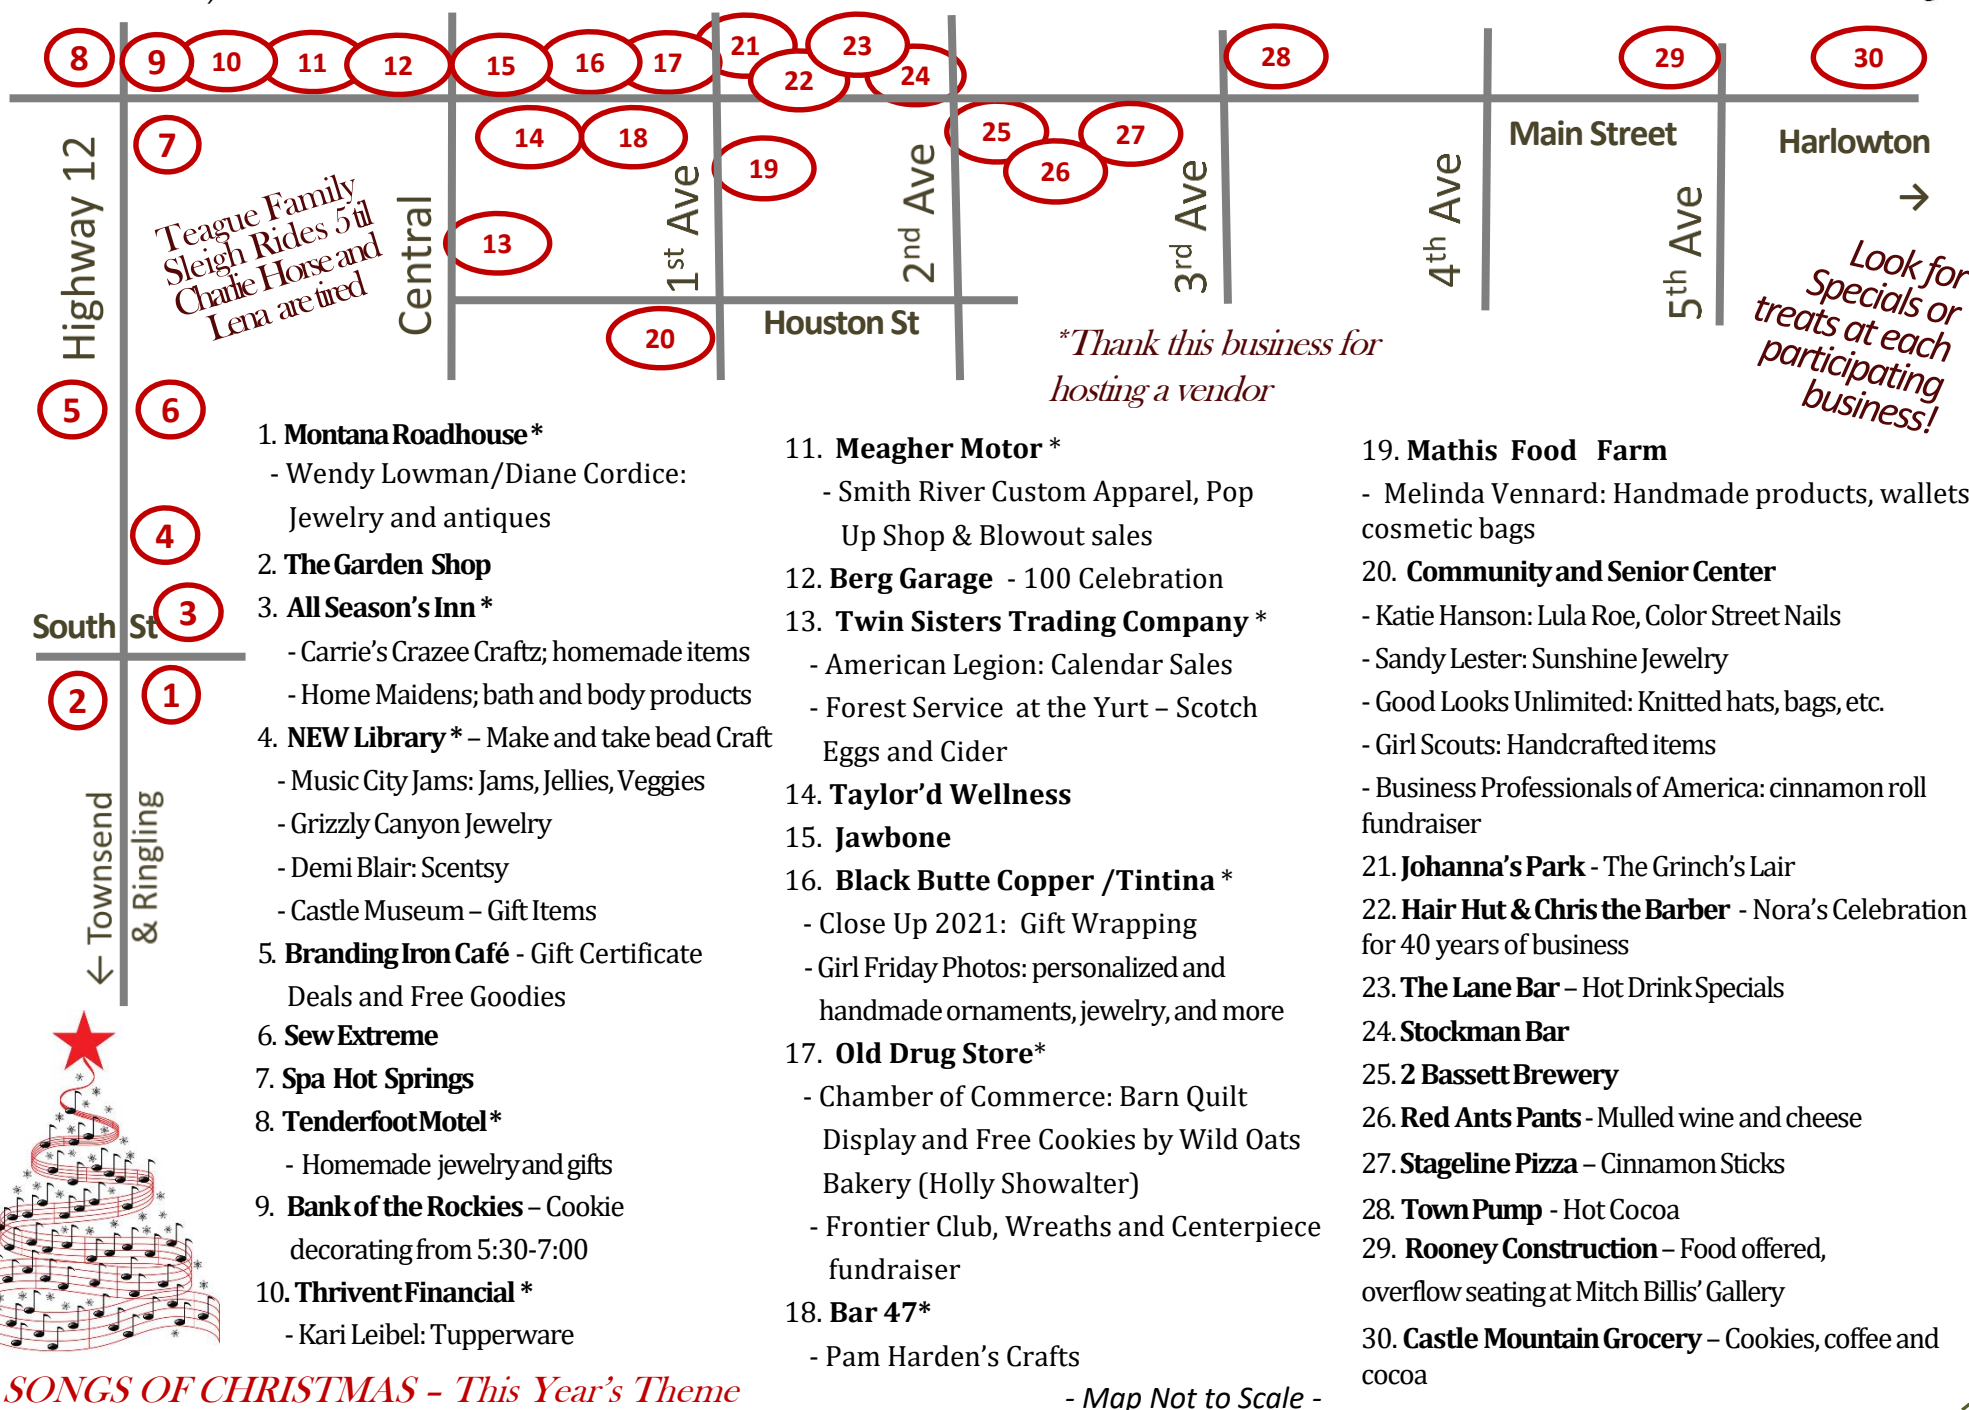 8
9
10
11
12
15
16
17
21
22
23
24
28
29
30
7
14
18
19
25
26
27
Main Street
Harlowton
→
Highway 12
Central
1st Ave
2nd Ave
3rd Ave
4th Ave
5th Ave
Teague Family
Sleigh Rides 5 til
Charlie Horse and
Lena are tired
13
20
Houston St
*Thank this business for
hosting a vendor
Look for
Specials or
treats at each
participating
business!
5
6
4
3
South St
2
1
← Townsend
& Ringling
1. Montana Roadhouse *
- Wendy Lowman/Diane Cordice:
Jewelry and antiques
2. The Garden Shop
3. All Season's Inn *
- Carrie's Crazee Craftz; homemade items
- Home Maidens; bath and body products
4. NEW Library * – Make and take bead Craft
- Music City Jams: Jams, Jellies, Veggies
- Grizzly Canyon Jewelry
- Demi Blair: Scentsy
- Castle Museum – Gift Items
5. Branding Iron Café - Gift Certificate
Deals and Free Goodies
6. Sew Extreme
7. Spa Hot Springs
8. Tenderfoot Motel *
- Homemade jewelry and gifts
9. Bank of the Rockies – Cookie
decorating from 5:30-7:00
10. Thrivent Financial *
- Kari Leibel: Tupperware
11. Meagher Motor *
- Smith River Custom Apparel, Pop
Up Shop & Blowout sales
12. Berg Garage - 100 Celebration
13. Twin Sisters Trading Company *
- American Legion: Calendar Sales
- Forest Service at the Yurt – Scotch
Eggs and Cider
14. Taylor'd Wellness
15. Jawbone
16. Black Butte Copper /Tintina *
- Close Up 2021: Gift Wrapping
- Girl Friday Photos: personalized and
handmade ornaments, jewelry, and more
17. Old Drug Store*
- Chamber of Commerce: Barn Quilt
Display and Free Cookies by Wild Oats
Bakery (Holly Showalter)
- Frontier Club, Wreaths and Centerpiece
fundraiser
18. Bar 47*
- Pam Harden's Crafts
19. Mathis Food Farm
- Melinda Vennard: Handmade products, wallets
cosmetic bags
20. Community and Senior Center
- Katie Hanson: Lula Roe, Color Street Nails
- Sandy Lester: Sunshine Jewelry
- Good Looks Unlimited: Knitted hats, bags, etc.
- Girl Scouts: Handcrafted items
- Business Professionals of America: cinnamon roll
fundraiser
21. Johanna's Park - The Grinch's Lair
22. Hair Hut & Chris the Barber - Nora's Celebration
for 40 years of business
23. The Lane Bar – Hot Drink Specials
24. Stockman Bar
25. 2 Bassett Brewery
26. Red Ants Pants - Mulled wine and cheese
27. Stageline Pizza – Cinnamon Sticks
28. Town Pump - Hot Cocoa
29. Rooney Construction – Food offered,
overflow seating at Mitch Billis' Gallery
30. Castle Mountain Grocery – Cookies, coffee and
cocoa
SONGS OF CHRISTMAS – This Year's Theme
- Map Not to Scale -